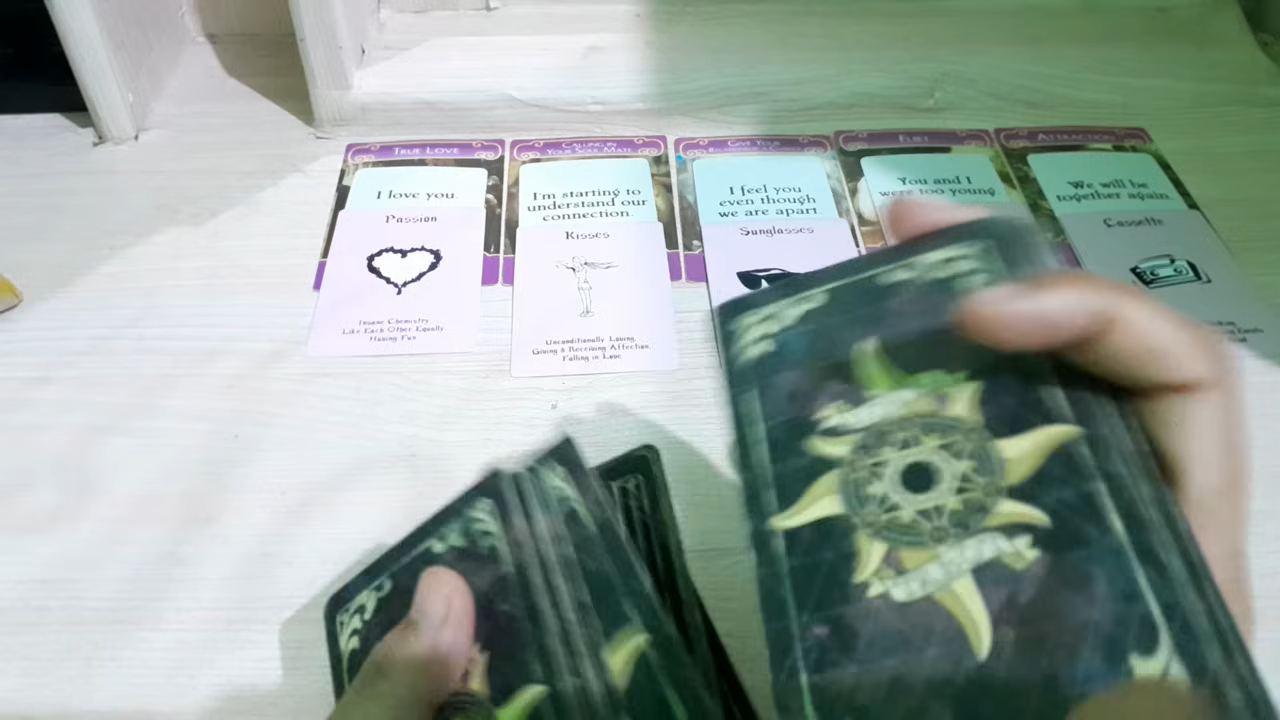 TRUE LOVE
I love you.
Passion
Insane Chemistry
Like Each Other Equally
Having Fun
CALLING IN
YOUR SOUL MATE
I'm starting to
understand our
connection.
Kisses
Unconditionally Loving,
Giving & Receiving Affection,
Falling in Love
GIVE YOUR
I feel you
even though
we are apart
Sunglasses
FLIRT
You and I
were too young
ATTRACTION
We will be
together again.
Cassette